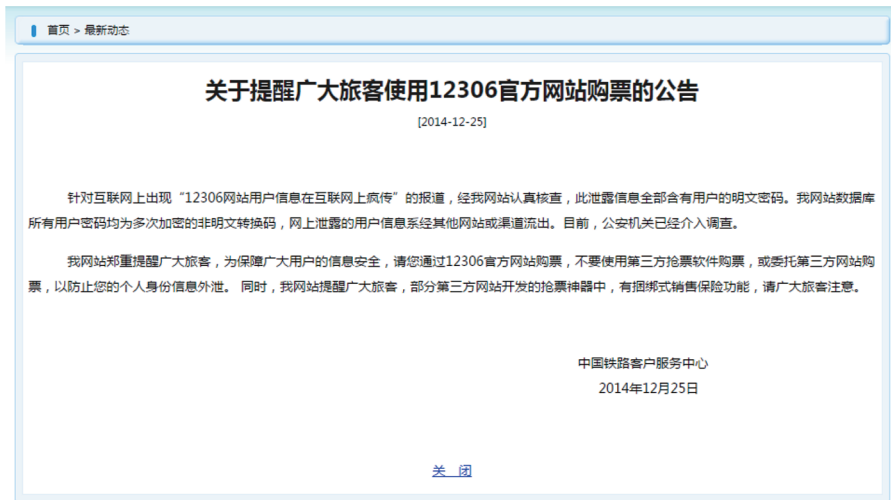 首页 > 最新动态
关于提醒广大旅客使用12306官方网站购票的公告
[2014-12-25]
针对互联网上出现“12306网站用户信息在互联网上疯传”的报道，经我网站认真核查，此泄露信息全部含有用户的明文密码。我网站数据库
所有用户密码均为多次加密的非明文转换码，网上泄露的用户信息系经其他网站或渠道流出。目前，公安机关已经介入调查。
我网站郑重提醒广大旅客，为保障广大用户的信息安全，请您通过12306官方网站购票，不要使用第三方抢票软件购票，或委托第三方网站购
票，以防止您的个人身份信息外泄。 同时，我网站提醒广大旅客，部分第三方网站开发的抢票神器中，有捆绑式销售保险功能，请广大旅客注意。
中国铁路客户服务中心
2014年12月25日
关 闭